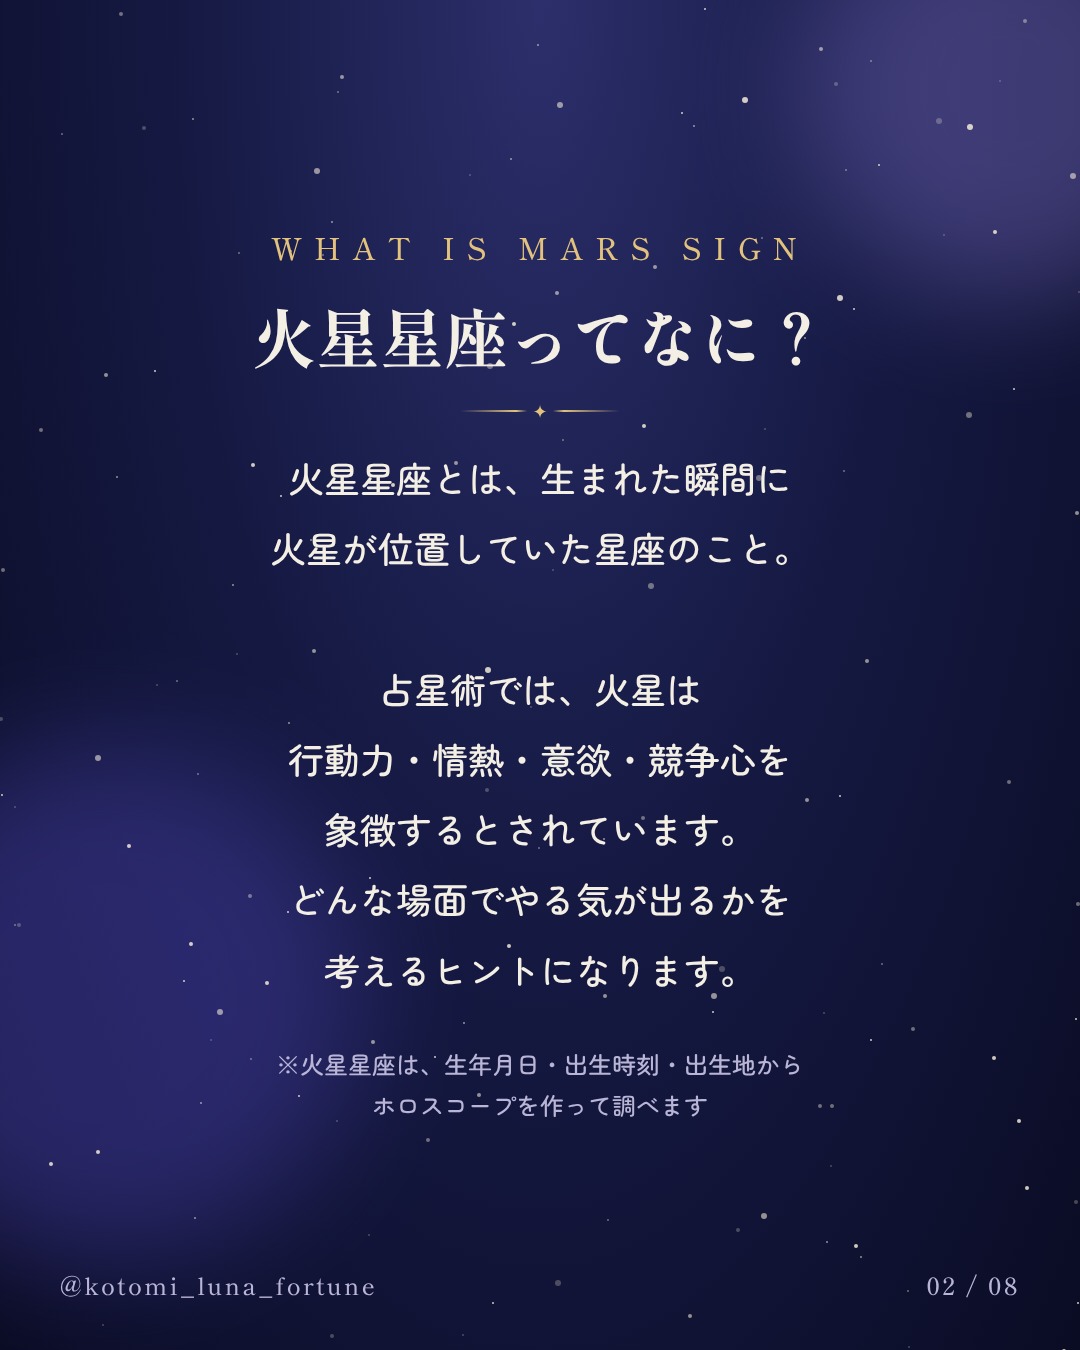 WHAT IS MARS SIGN
火星星座ってなに？
火星星座とは、生まれた瞬間に
火星が位置していた星座のこと。
占星術では、火星は
行動力・情熱・意欲・競争心を
象徴するとされています。
どんな場面でやる気が出るかを
考えるヒントになります。
※火星星座は、生年月日・出生時刻・出生地から
ホロスコープを作って調べます
@kotomi_luna_fortune
02 / 08